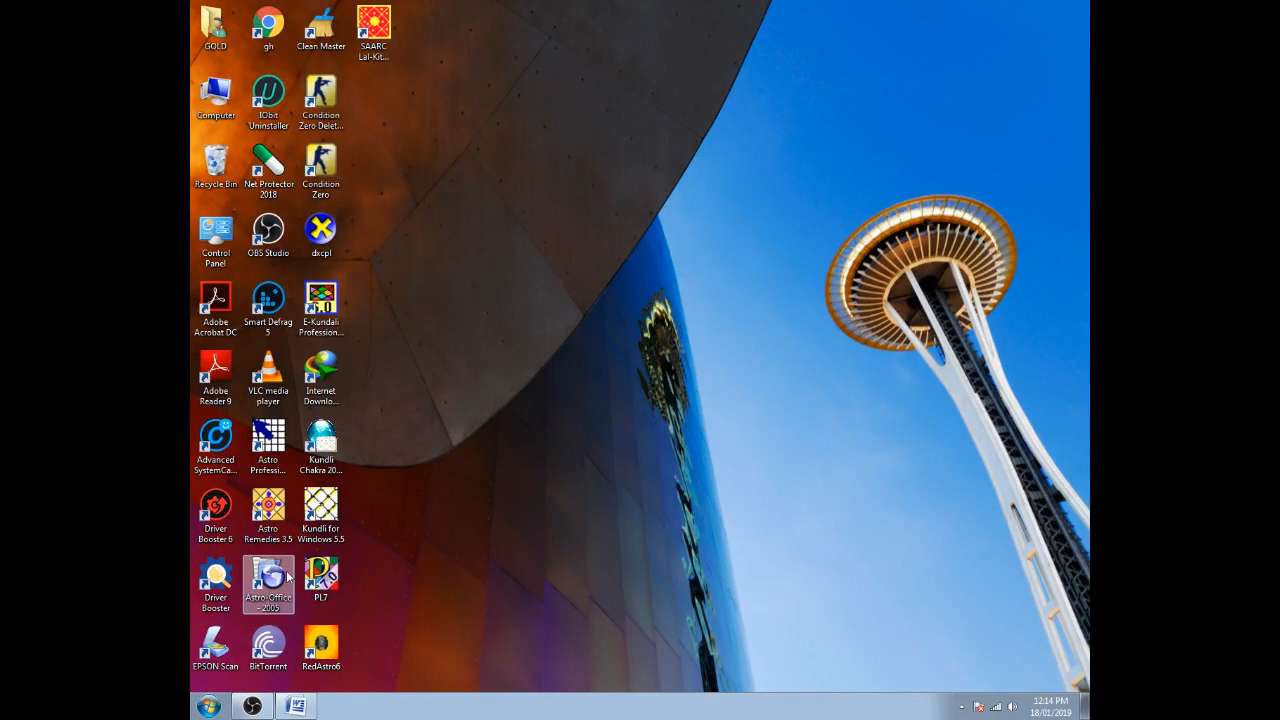 GOLD
gh
Clean Master
SAARC
Lal-Kit...
Computer
IObit
Uninstaller
Condition
Zero Delet...
Recycle Bin
Net Protector
2018
Condition
Zero
Control
Panel
OBS Studio
dxcpl
Adobe
Acrobat DC
Smart Defrag
5
6.0
E-Kundali
Profession...
Adobe
Reader 9
VLC media
player
Internet
Downlo...
Advanced
SystemCa...
Astro
Professi...
Kundli
Chakra 20...
Driver
Booster 6
Astro
Remedies 3.5
Kundli for
Windows 5.5
Driver
Booster
Astro-Office
- 2005
P
7.0
PL7
EPSON Scan
BitTorrent
RedAstro6
12:14 PM
18/01/2019